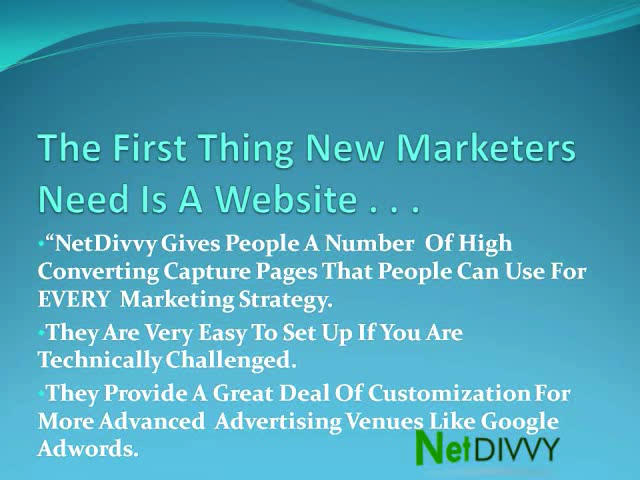 The First Thing New Marketers
Need Is A Website . . .
•“NetDivvy Gives People A Number Of High
Converting Capture Pages That People Can Use For
EVERY Marketing Strategy.
•They Are Very Easy To Set Up If You Are
Technically Challenged.
•They Provide A Great Deal Of Customization For
More Advanced Advertising Venues Like Google
Adwords.
NetDIVVY